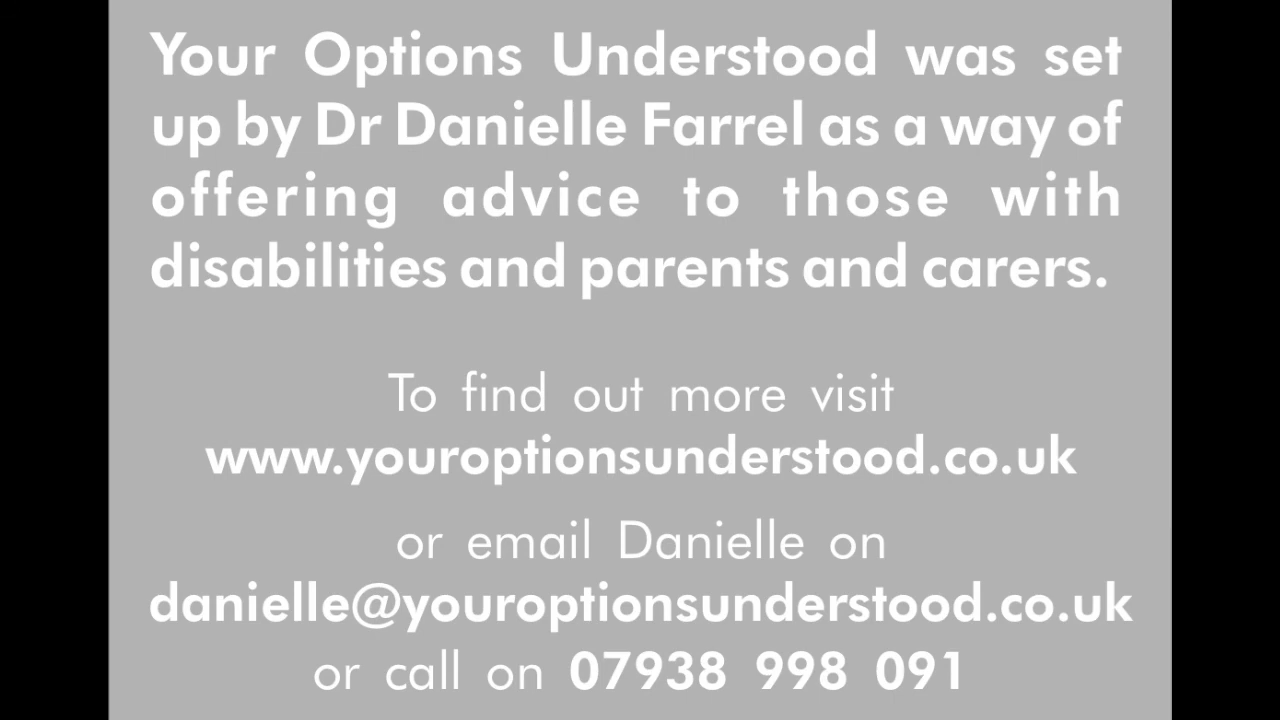 Your Options Understood was set
up by Dr Danielle Farrel as a way of
offering advice to those with
disabilities and parents and carers.
To find out more visit
www.youroptionsunderstood.co.uk
or email Danielle on
danielle@youroptionsunderstood.co.uk
or call on 07938 998 091